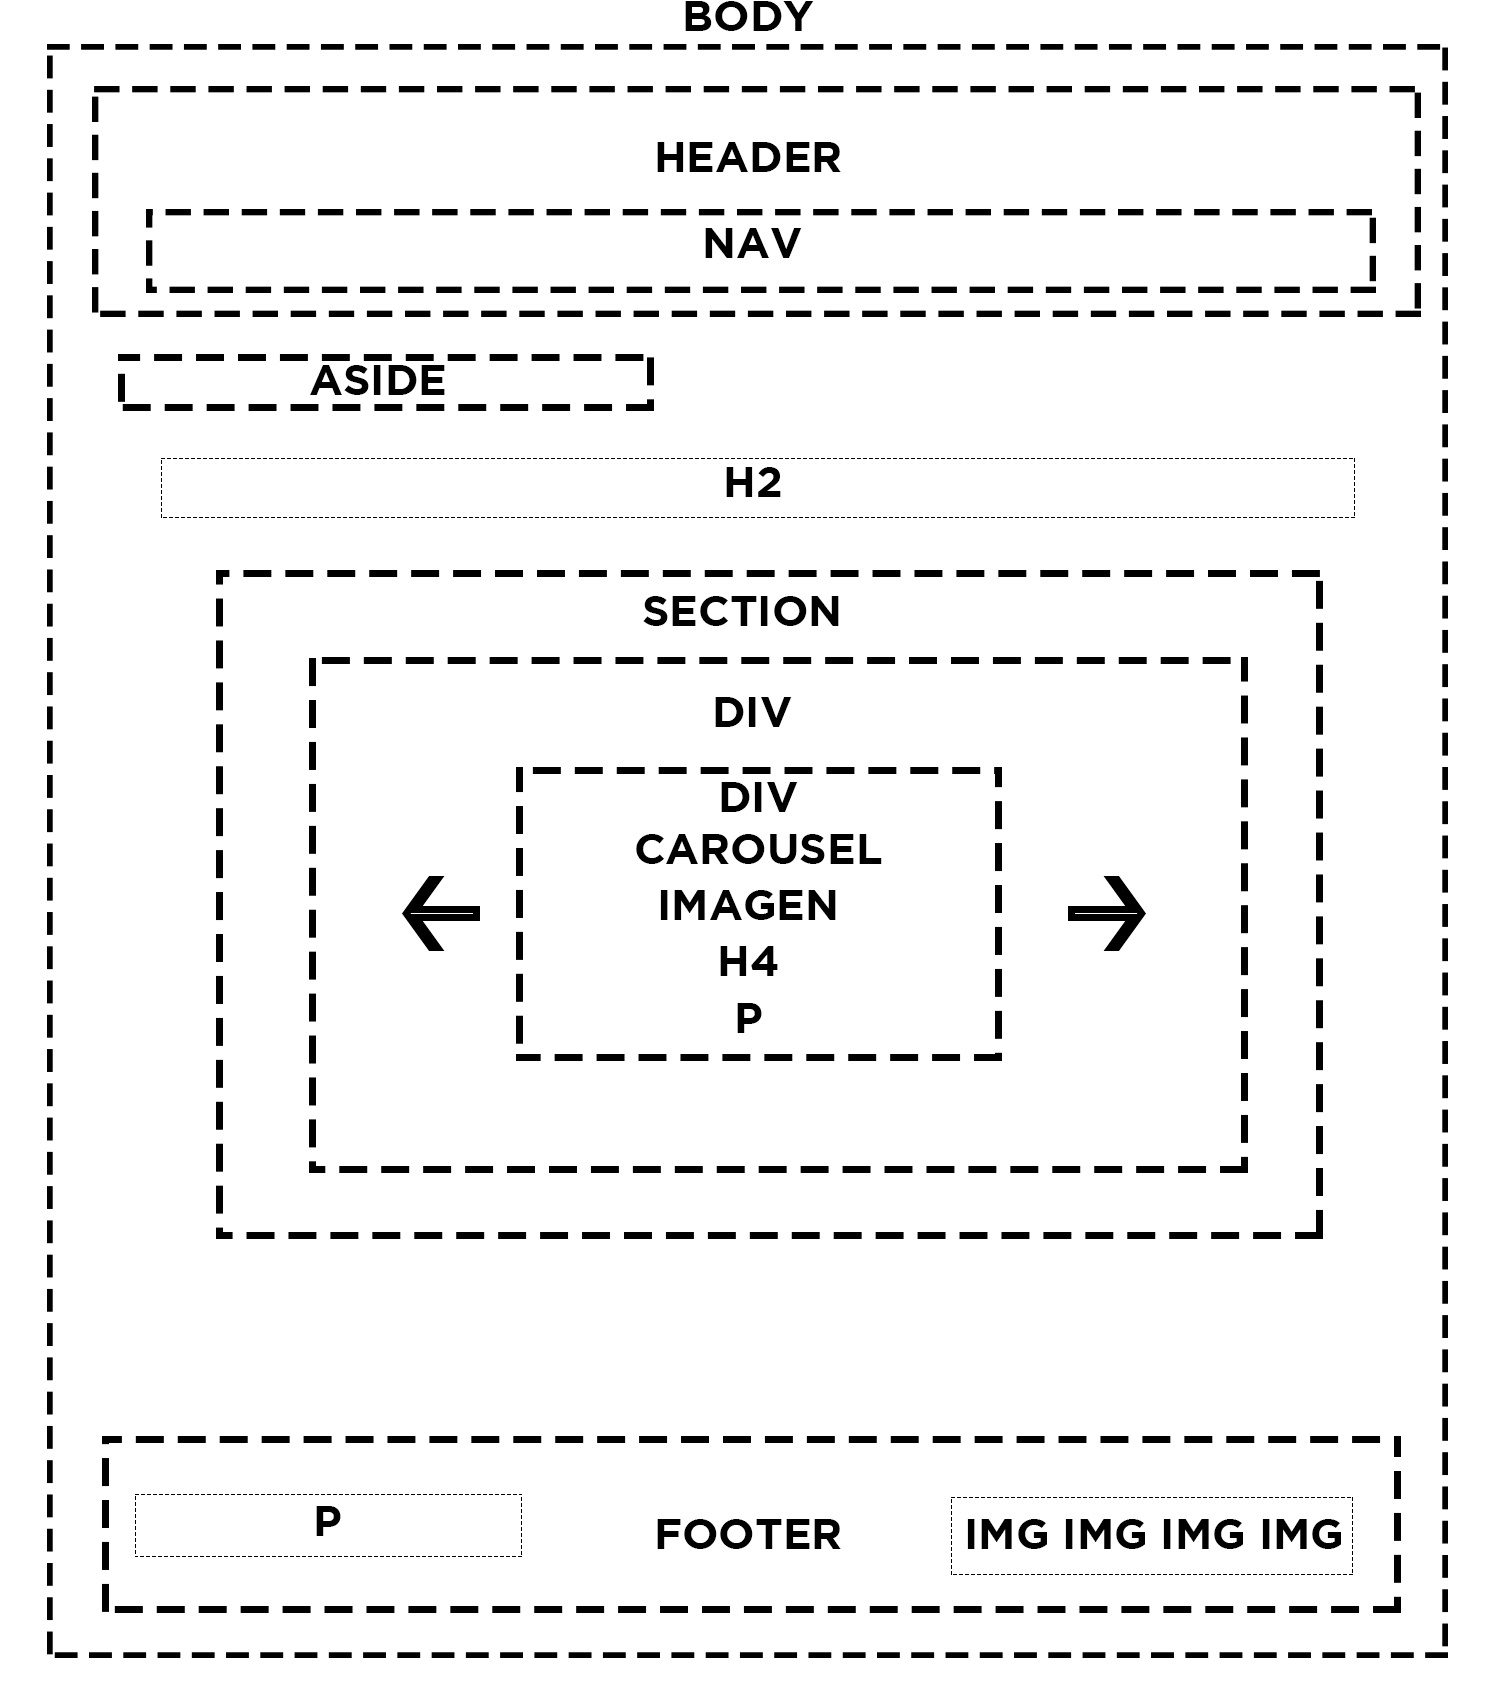 BODY
HEADER
NAV
ASIDE
H2
SECTION
DIV
DIV
CAROUSEL
IMAGEN
H4
P
P
FOOTER
IMG IMG IMG IMG